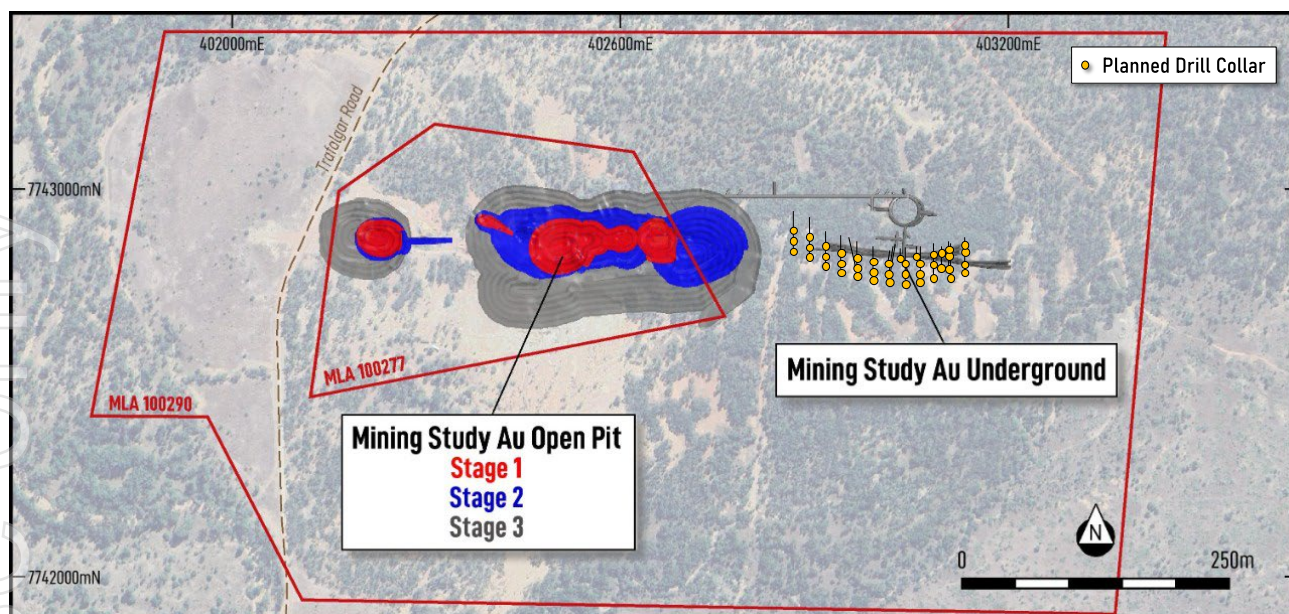 402000mE
402600mE
403200mE
Planned Drill Collar
Trafalgar Road
7743000mN
MLA 100277
MLA 100290
Mining Study Au Underground
Mining Study Au Open Pit
Stage 1
Stage 2
Stage 3
N
0
250m
7742000mN